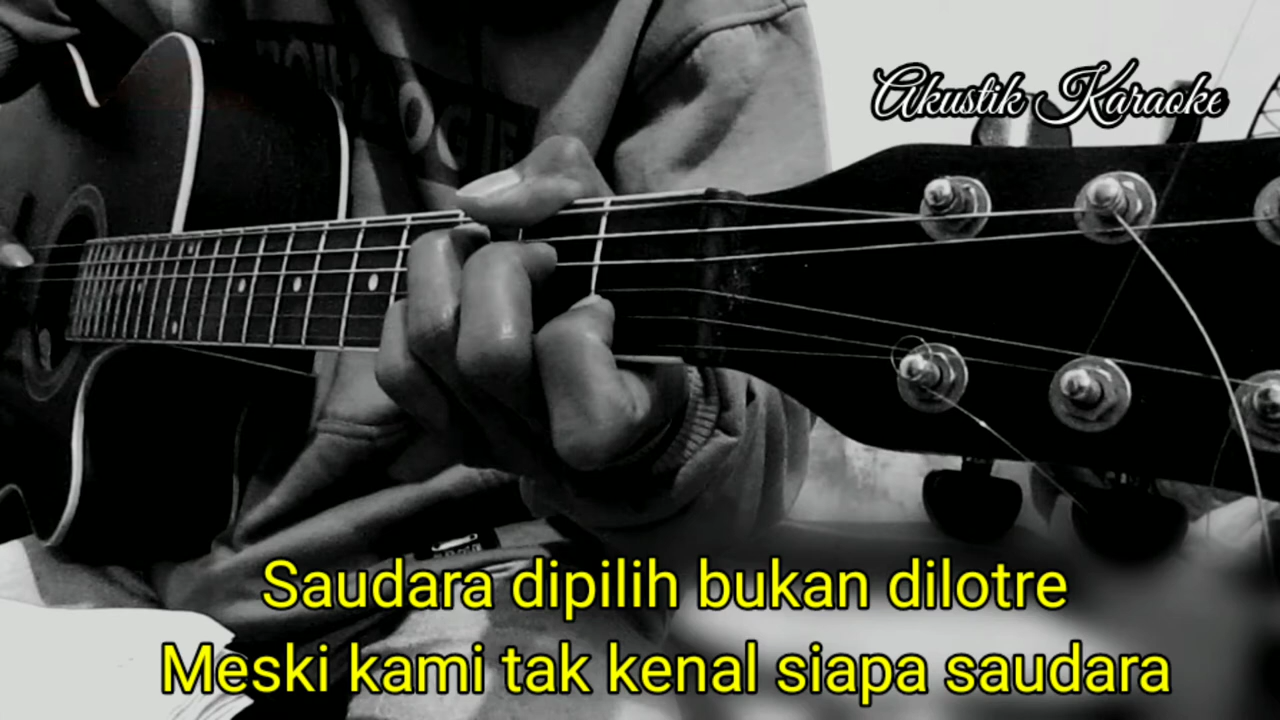 Akustik Karaoke
Saudara dipilih bukan dilotre
Meski kami tak kenal siapa saudara